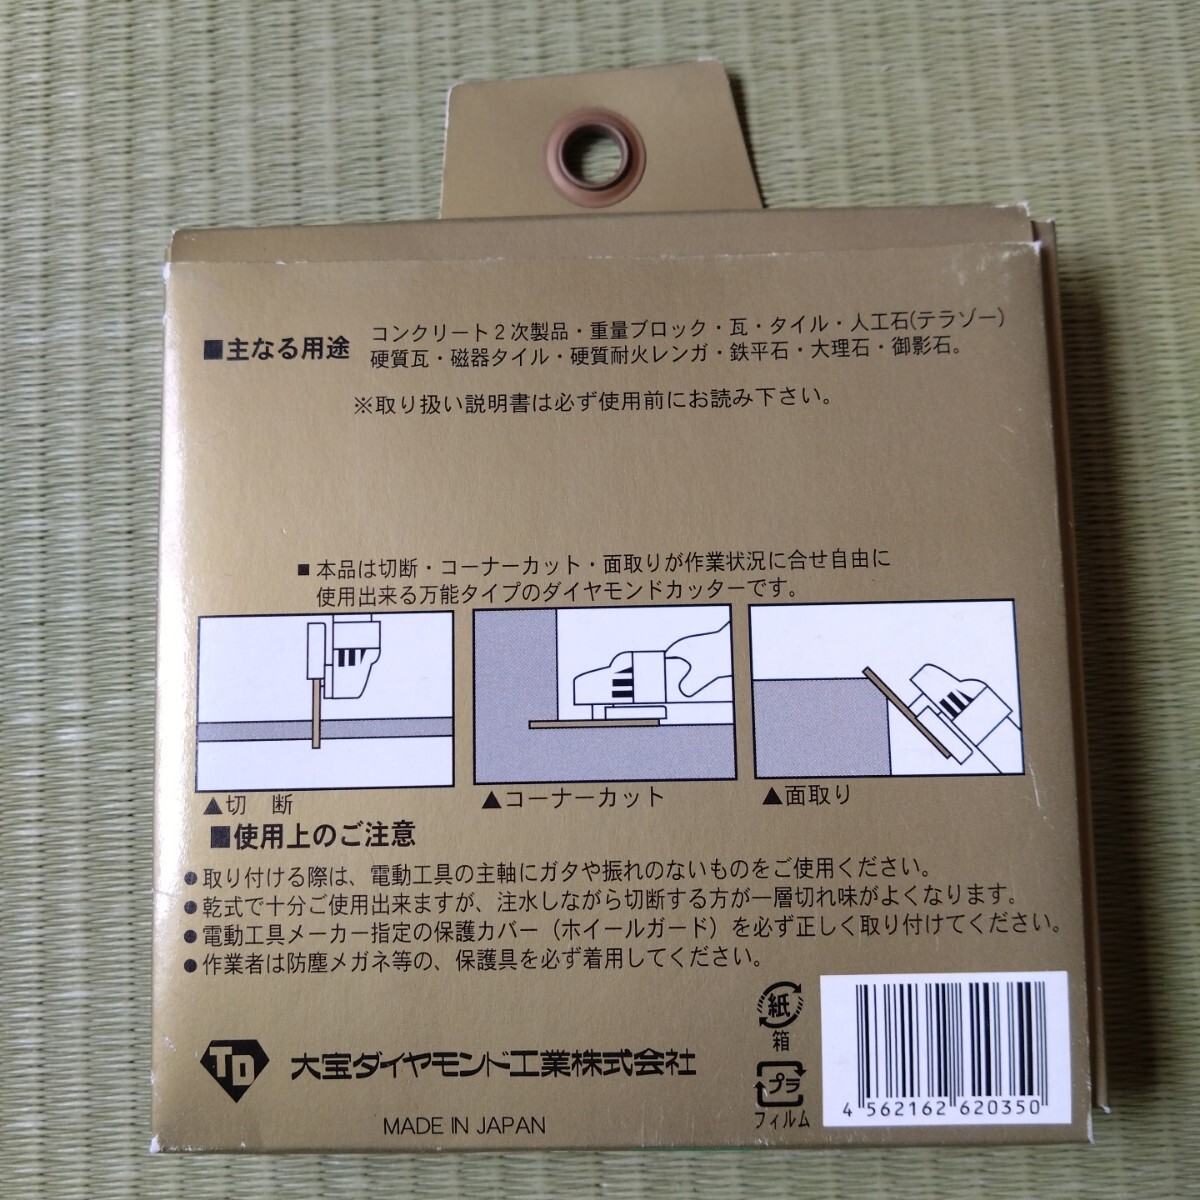 ■主なる用途
コンクリート2次製品・重量ブロック・瓦・タイル・人工石(テラゾー)
硬質瓦・磁器タイル・硬質耐火レンガ・鉄平石・大理石・御影石。
※取り扱い説明書は必ず使用前にお読み下さい。
■本品は切断・コーナーカット・面取りが作業状況に合せ自由に
使用出来る万能タイプのダイヤモンドカッターです。
▲切 断
▲コーナーカット
▲面取り
■使用上のご注意
●取り付ける際は、電動工具の主軸にガタや振れのないものをご使用ください。
●乾式で十分ご使用出来ますが、注水しながら切断する方が一層切れ味がよくなります。
●電動工具メーカー指定の保護カバー（ホイールガード）を必ず正しく取り付けてください。
●作業者は防塵メガネ等の、保護具を必ず着用してください。
紙
箱
プラ
フィルム
TD
大宝ダイヤモンド工業株式会社
MADE IN JAPAN
4 562162 620350